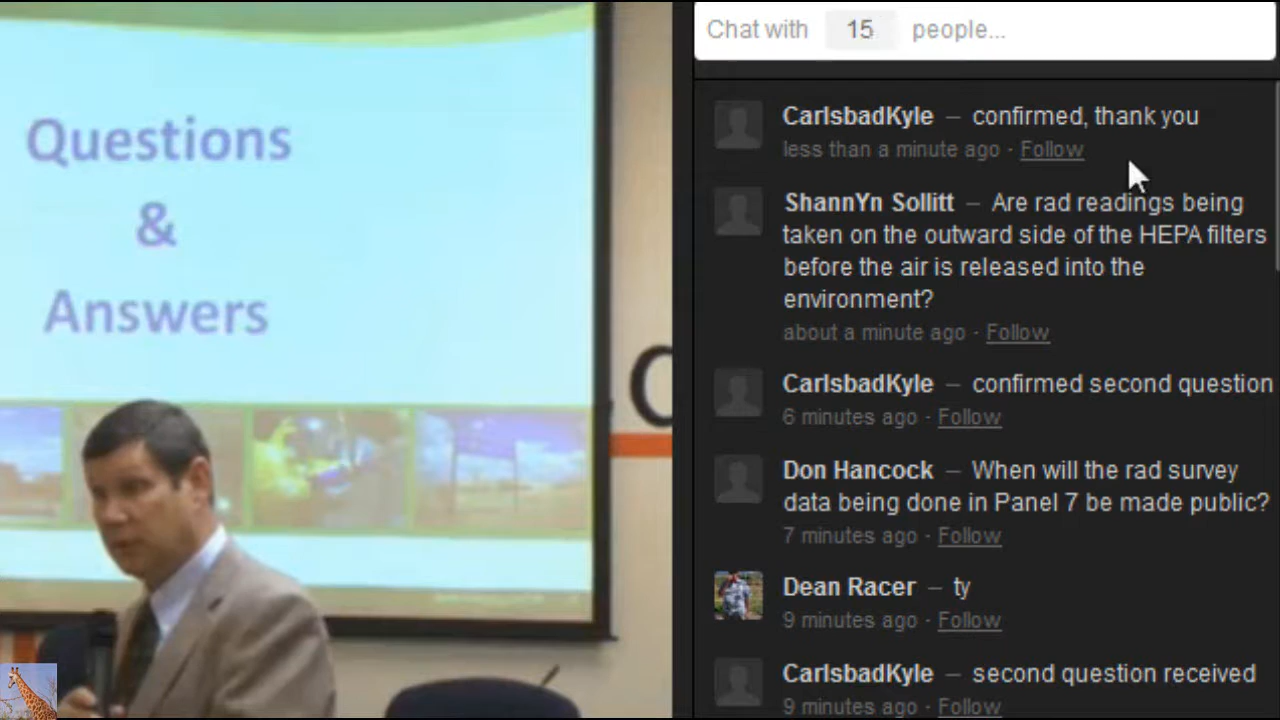 Questions
&
Answers
Chat with 15 people...
CarlsbadKyle – confirmed, thank you
less than a minute ago · Follow
ShannYn Sollitt – Are rad readings being
taken on the outward side of the HEPA filters
before the air is released into the
environment?
about a minute ago · Follow
CarlsbadKyle – confirmed second question
6 minutes ago · Follow
Don Hancock – When will the rad survey
data being done in Panel 7 be made public?
7 minutes ago · Follow
Dean Racer – ty
9 minutes ago · Follow
CarlsbadKyle – second question received
9 minutes ago · Follow